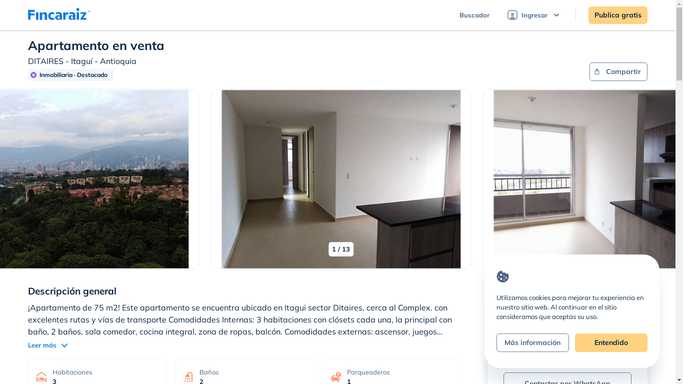 Fincaraiz
Buscador
Ingresar
Publica gratis
Apartamento en venta
DITAIRES - Itaguí - Antioquia
Inmobiliaria · Destacado
Compartir
1 / 13
Descripción general
¡Apartamento de 75 m2! Este apartamento se encuentra ubicado en Itagui sector Ditaires, cerca al Complex, con
excelentes rutas y vías de transporte Comodidades Internas: 3 habitaciones con clósets cada una, la principal con
baño, 2 baños, sala comedor, cocina integral, zona de ropas, balcón. Comodidades externas: ascensor, juegos...
Leer más
Habitaciones
3
Baños
2
Parqueaderos
1
Utilizamos cookies para mejorar tu experiencia en
nuestro sitio web. Al continuar en el sitio
consideramos que aceptas su uso.
Más información
Entendido
Contactar por WhatsApp